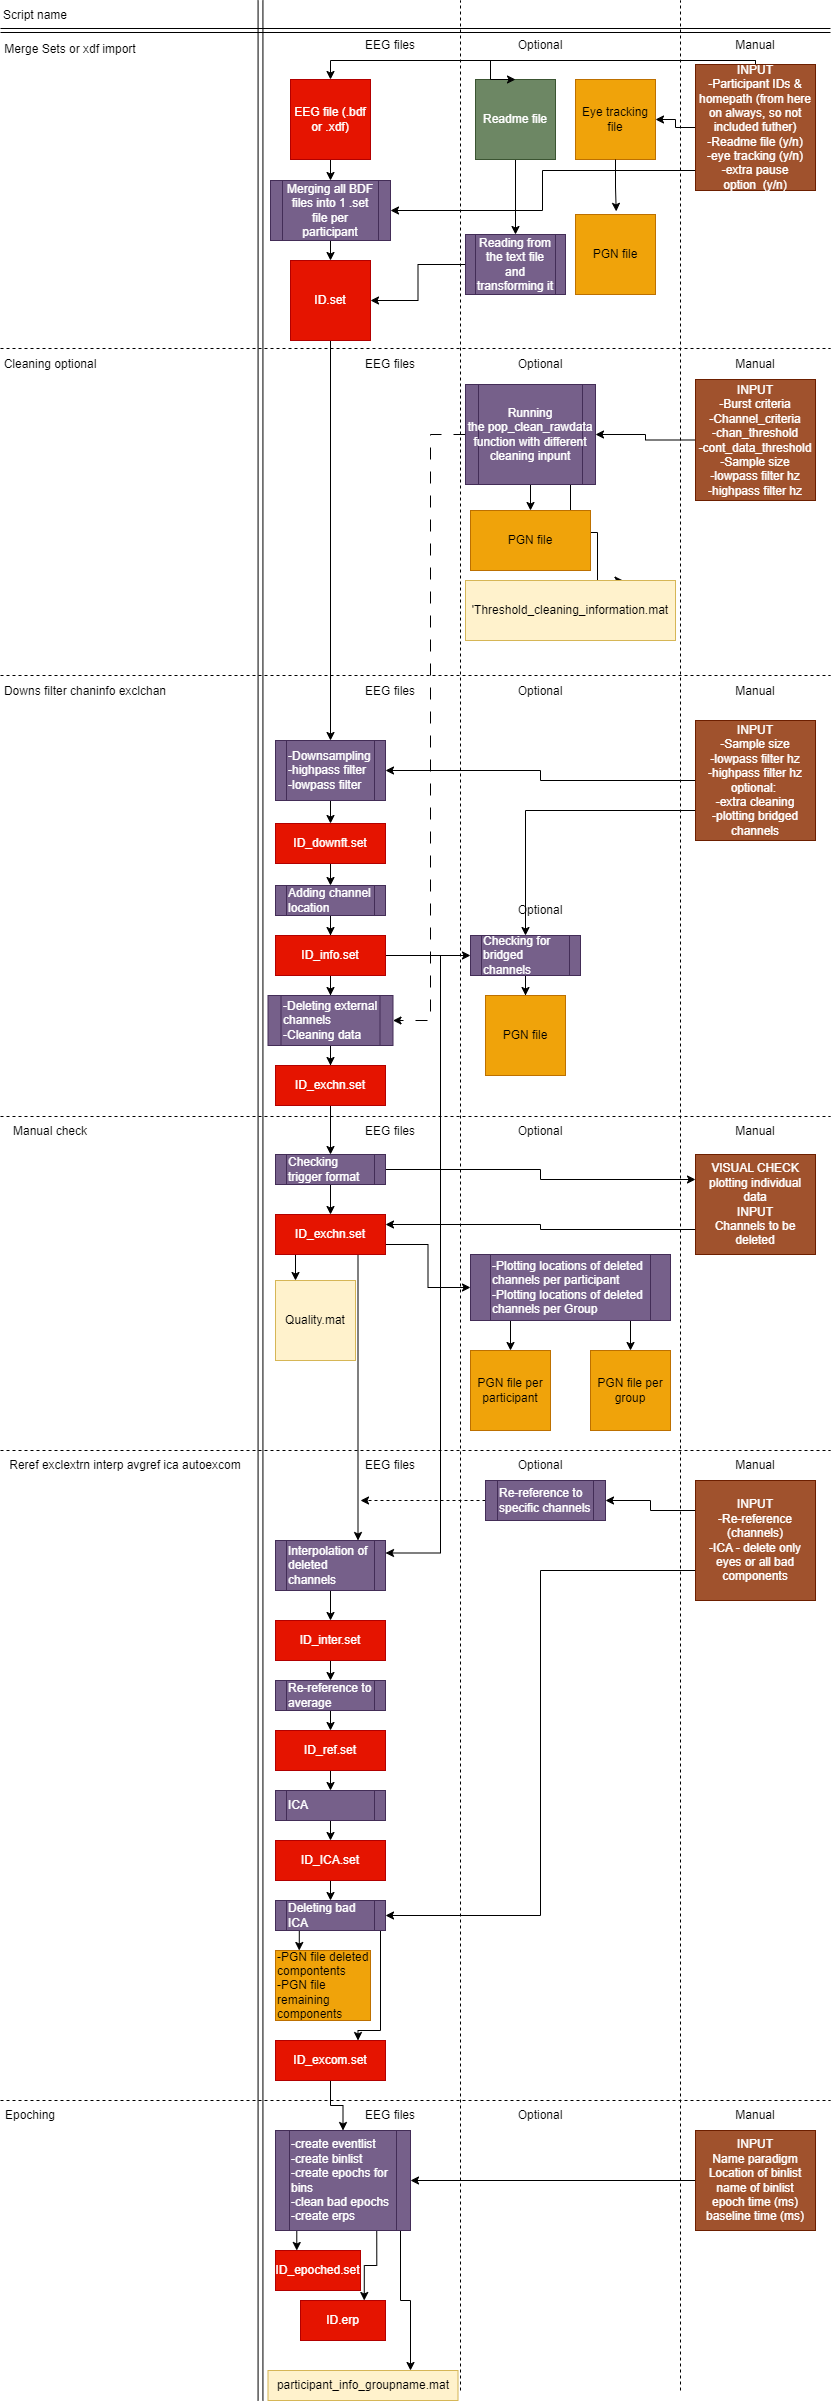 Script name
Merge Sets or xdf import
EEG files
Optional
Manual
EEG file (.bdf
or .xdf)
Readme file
Eye tracking
file
INPUT
-Participant IDs &
homepath (from here
on always, so not
included futher)
-Readme file (y/n)
-eye tracking (y/n)
-extra pause
option  (y/n)
Merging all BDF
files into 1 .set
file per
participant
Reading from
the text file
and
transforming it
PGN file
ID.set
Cleaning optional
EEG files
Optional
Manual
Running
the pop_clean_rawdata
function with different
cleaning inpunt
INPUT
-Burst criteria
-Channel_criteria
-chan_threshold
-cont_data_threshold
-Sample size
-lowpass filter hz
-highpass filter hz
PGN file
'Threshold_cleaning_information.mat
Downs filter chaninfo exclchan
EEG files
Optional
Manual
-Downsampling
-highpass filter
-lowpass filter
INPUT
-Sample size
-lowpass filter hz
-highpass filter hz
optional:
-extra cleaning
-plotting bridged
channels
ID_downft.set
Adding channel
location
Optional
ID_info.set
Checking for
bridged
channels
-Deleting external
channels
-Cleaning data
PGN file
ID_exchn.set
Manual check
EEG files
Optional
Manual
Checking
trigger format
VISUAL CHECK
plotting individual
data
INPUT
Channels to be
deleted
ID_exchn.set
-Plotting locations of deleted
channels per participant
-Plotting locations of deleted
channels per Group
Quality.mat
PGN file per
participant
PGN file per
group
Reref exclextrn interp avgref ica autoexcom
EEG files
Optional
Manual
Re-reference to
specific channels
INPUT
-Re-reference
(channels)
-ICA - delete only
eyes or all bad
components
Interpolation of
deleted
channels
ID_inter.set
Re-reference to
average
ID_ref.set
ICA
ID_ICA.set
Deleting bad
ICA
-PGN file deleted
compontents
-PGN file
remaining
components
ID_excom.set
Epoching
EEG files
Optional
Manual
-create eventlist
-create binlist
-create epochs for
bins
-clean bad epochs
-create erps
INPUT
Name paradigm
Location of binlist
name of binlist
epoch time (ms)
baseline time (ms)
ID_epoched.set
ID.erp
participant_info_groupname.mat